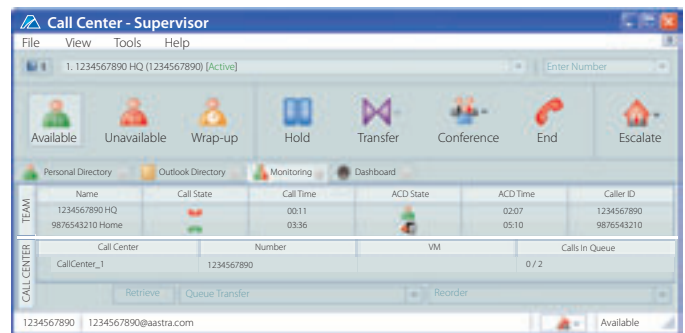 Call Center - Supervisor
File View Tools Help
1. 1234567890 HQ (1234567890) [Active] Enter Number
Available Unavailable Wrap-up Hold Transfer Conference End Escalate
Personal Directory Outlook Directory Monitoring Dashboard
TEAM
Name Call State Call Time ACD State ACD Time Caller ID
1234567890 HQ 00:11 02:07 1234567890
9876543210 Home 03:36 05:10 9876543210
CALL CENTER
Call Center Number VM Calls In Queue
CallCenter_1 1234567890 0 / 2
Retrieve Queue Transfer Reorder
1234567890 1234567890@aastra.com Available